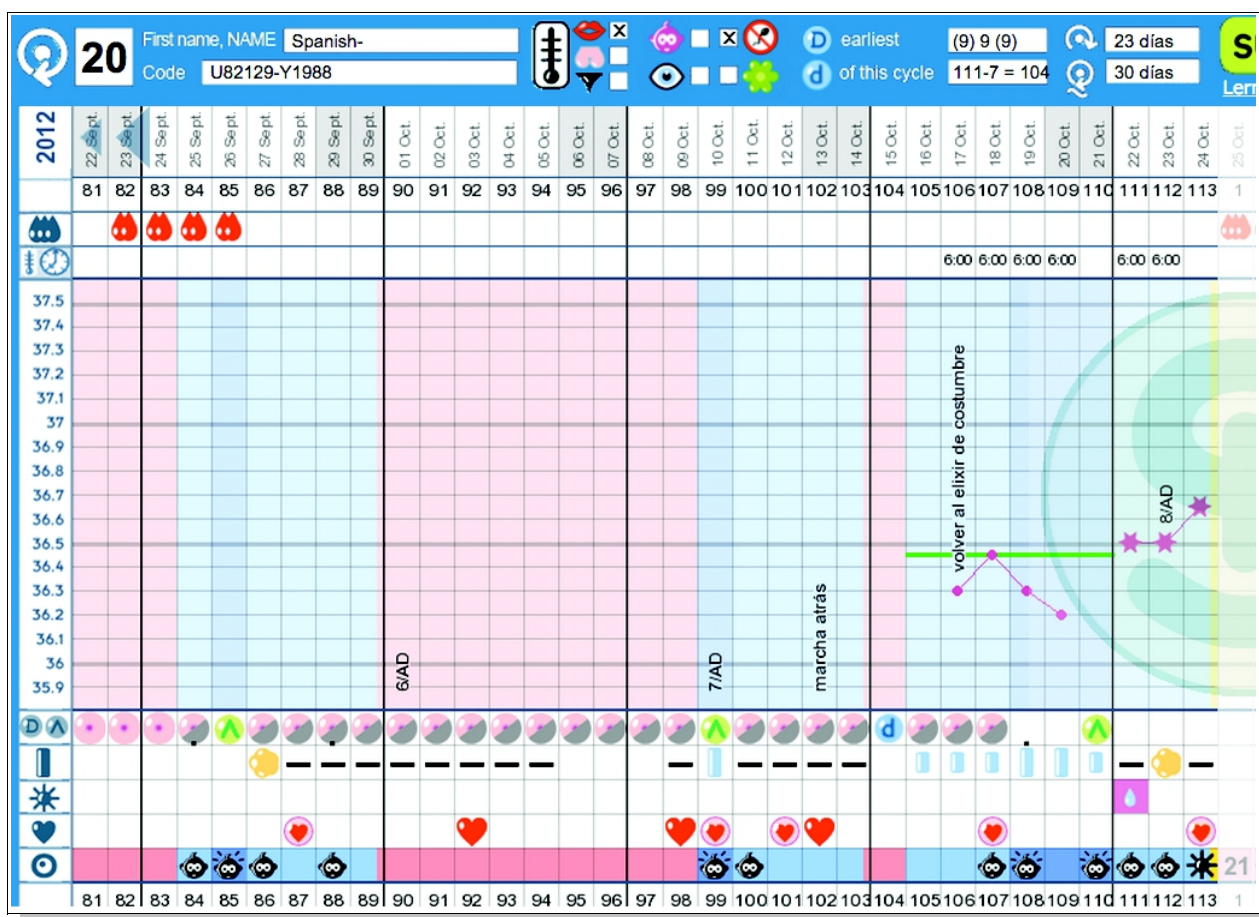 20 First name, NAME Spanish- D earliest (9) 9 (9) 23 días
Code U82129-Y1988 d of this cycle 111-7 = 104 30 días
X X
2012 22 Sept. 23 Sept. 24 Sept. 25 Sept. 26 Sept. 27 Sept. 28 Sept. 29 Sept. 30 Sept. 01 Oct. 02 Oct. 03 Oct. 04 Oct. 05 Oct. 06 Oct. 07 Oct. 08 Oct. 09 Oct. 10 Oct. 11 Oct. 12 Oct. 13 Oct. 14 Oct. 15 Oct. 16 Oct. 17 Oct. 18 Oct. 19 Oct. 20 Oct. 21 Oct. 22 Oct. 23 Oct. 24 Oct. 25 Oct.
81 82 83 84 85 86 87 88 89 90 91 92 93 94 95 96 97 98 99 100 101 102 103 104 105 106 107 108 109 110 111 112 113 1
6:00 6:00 6:00 6:00 6:00 6:00
37.5
37.4
37.3
37.2
37.1
37
36.9
36.8
36.7
36.6
36.5
36.4
36.3
36.2
36.1
36
35.9
6/AD
7/AD
marcha atrás
volver al elixir de costumbre
8/AD
D
d
21
81 82 83 84 85 86 87 88 89 90 91 92 93 94 95 96 97 98 99 100 101 102 103 104 105 106 107 108 109 110 111 112 113 1